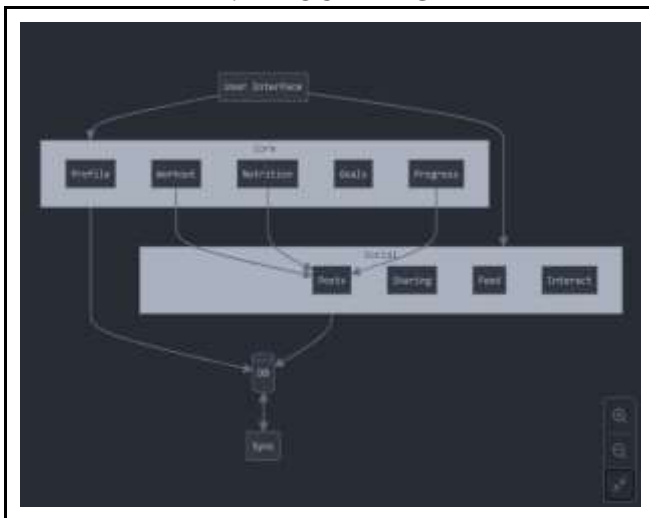 User Interface
Core
Profile
Workout
Nutrition
Goals
Progress
Social
Posts
Sharing
Feed
Interact
DB
Sync